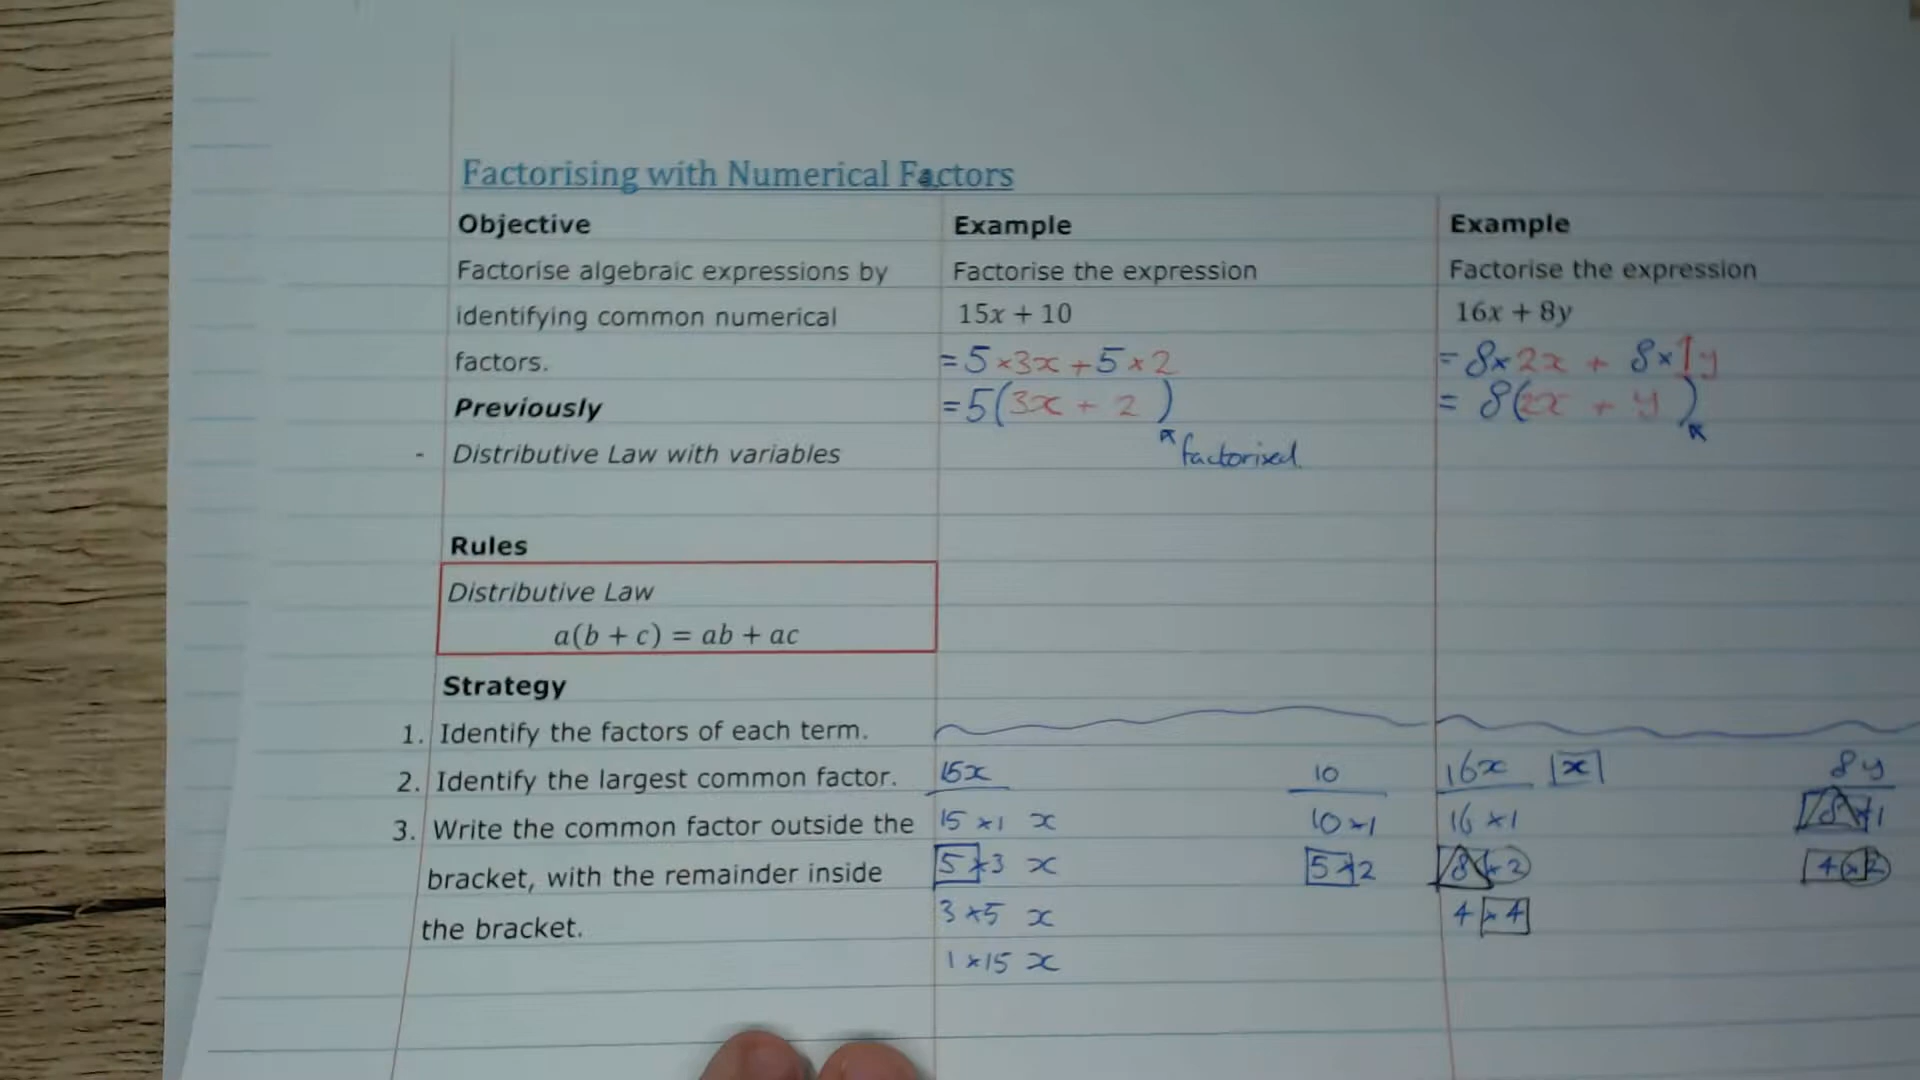 Factorising with Numerical Factors
Objective
Factorise algebraic expressions by
identifying common numerical
factors.
Previously
- Distributive Law with variables
Rules
Distributive Law
a(b + c) = ab + ac
Strategy
1. Identify the factors of each term.
2. Identify the largest common factor.
3. Write the common factor outside the
bracket, with the remainder inside
the bracket.
Example
Factorise the expression
15x + 10
= 5 × 3x + 5 × 2
= 5(3x + 2)
factorised.
15x 10
15 × 1 x 10 × 1
5 × 3 x 5 × 2
3 × 5 x
1 × 15 x
Example
Factorise the expression
16x + 8y
= 8 × 2x + 8 × 1y
= 8(2x + y)
16x x 8y
16 × 1 8 × 1
8 × 2 4 × 2
4 × 4